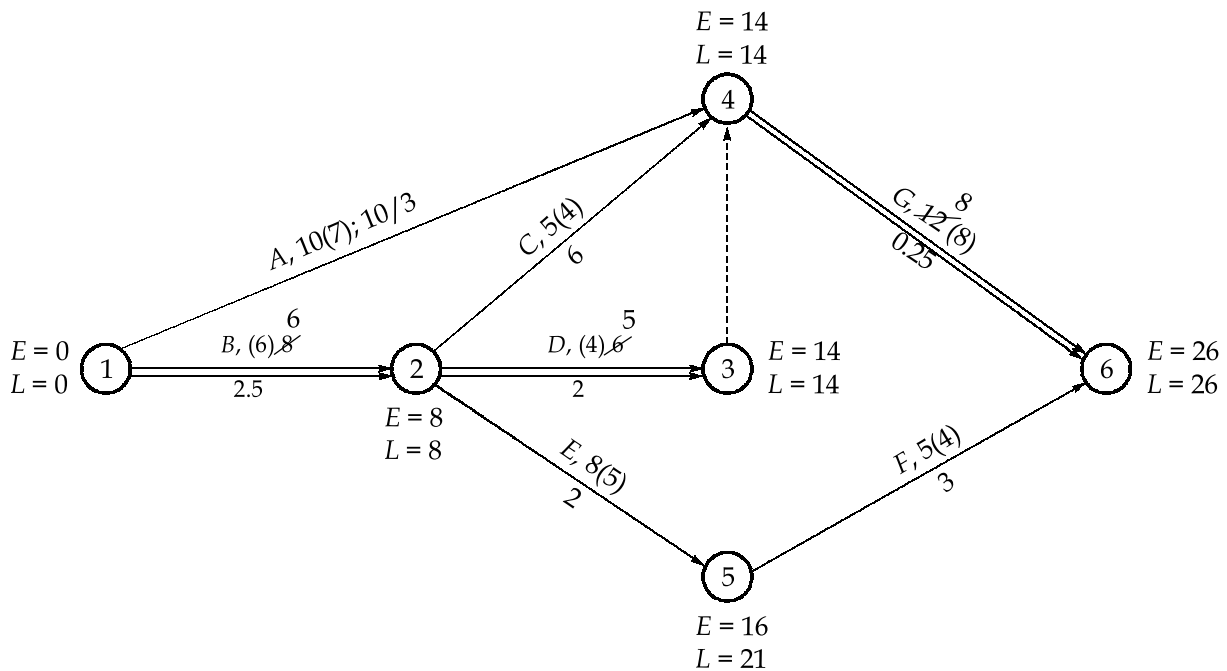 E = 14
L = 14
4
A, 10(7); 10/3
C, 5(4)
6
8
G, 12 (8)
0.25
6
B, (6) 8
2.5
5
D, (4) 6
2
E = 0
L = 0
1
2
3
E = 14
L = 14
6
E = 26
L = 26
E = 8
L = 8
E, 8(5)
2
F, 5(4)
3
5
E = 16
L = 21